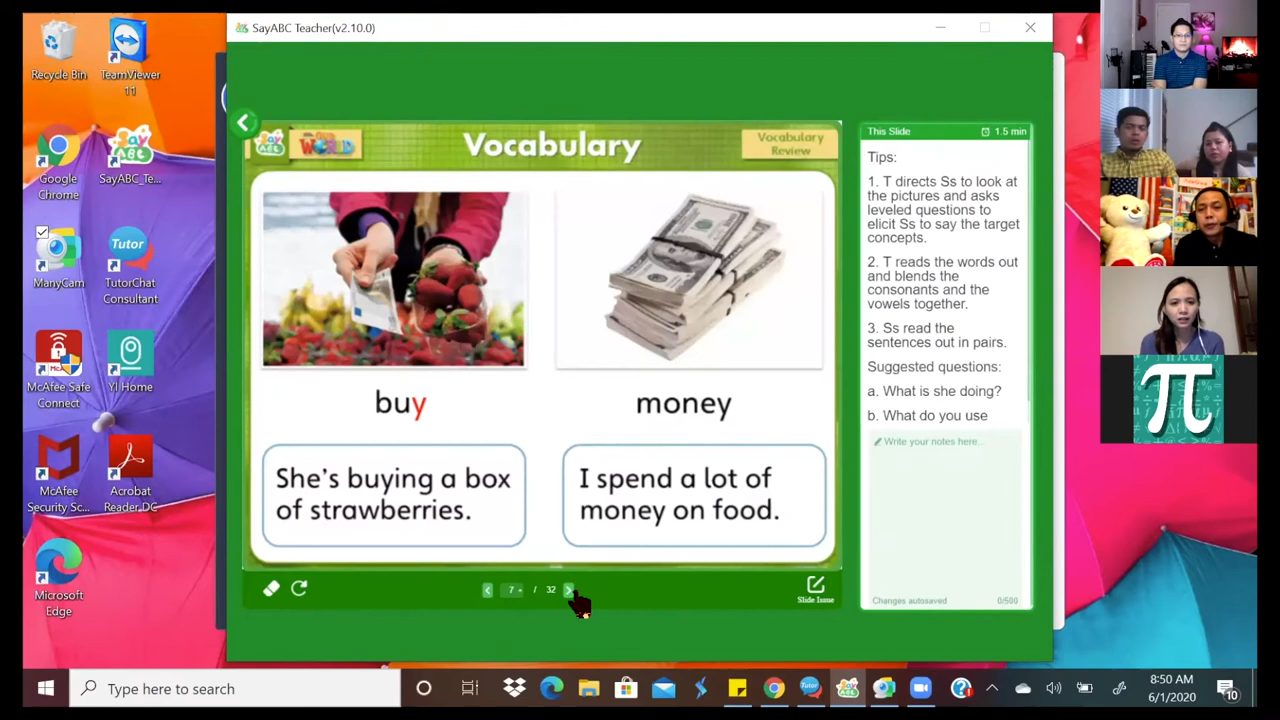 Recycle Bin
TeamViewer 11
Google Chrome
SayABC_Te...
ManyCam
Tutor
TutorChat Consultant
McAfee Safe Connect
YI Home
McAfee Security Sc...
Acrobat Reader DC
Microsoft Edge
SayABC Teacher(v2.10.0)
SAY ABC
OUR WORLD
Vocabulary
Vocabulary Review
buy
money
She's buying a box
of strawberries.
I spend a lot of
money on food.
7 / 32
Slide Issue
This Slide
1.5 min
Tips:
1. T directs Ss to look at
the pictures and asks
leveled questions to
elicit Ss to say the target
concepts.
2. T reads the words out
and blends the
consonants and the
vowels together.
3. Ss read the
sentences out in pairs.
Suggested questions:
a. What is she doing?
b. What do you use
Write your notes here...
Changes autosaved
0/500
π
Type here to search
Tutor
8:50 AM
6/1/2020
10